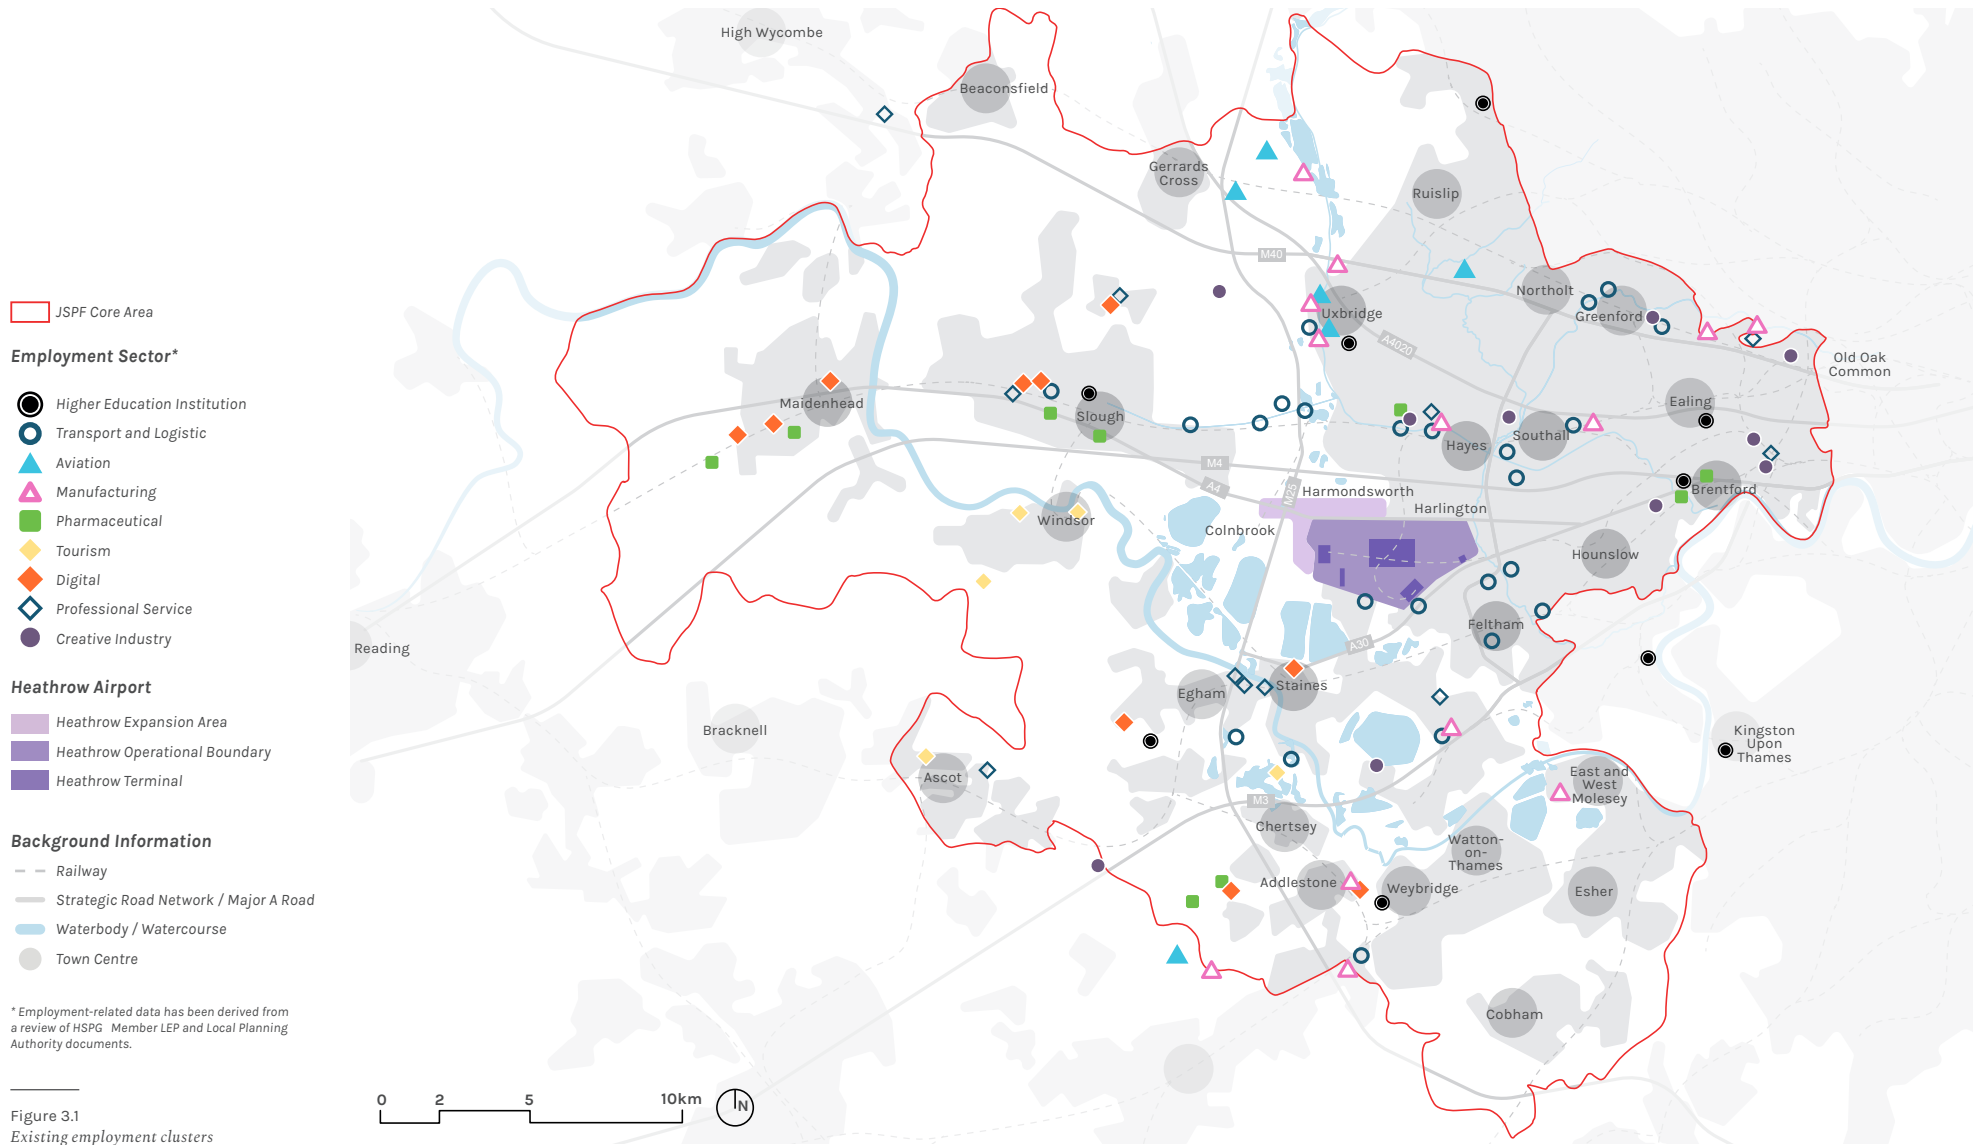 JSPF Core Area
Employment Sector*
Higher Education Institution
Transport and Logistic
Aviation
Manufacturing
Pharmaceutical
Tourism
Digital
Professional Service
Creative Industry
Heathrow Airport
Heathrow Expansion Area
Heathrow Operational Boundary
Heathrow Terminal
Background Information
Railway
Strategic Road Network / Major A Road
Waterbody / Watercourse
Town Centre
* Employment-related data has been derived from
a review of HSPG Member LEP and Local Planning
Authority documents.
Figure 3.1
Existing employment clusters
High Wycombe
Beaconsfield
Gerrards
Cross
Ruislip
M40
Northolt
Greenford
Uxbridge
A4020
Old Oak
Common
Maidenhead
Slough
Ealing
Hayes
Southall
M4
A4
M25
Harmondsworth
Brentford
Harlington
Windsor
Colnbrook
Hounslow
Reading
Feltham
A30
Egham
Staines
Bracknell
Kingston
Upon
Thames
Ascot
East and
West
Molesey
M3
Chertsey
Watton-
on-
Thames
Addlestone
Weybridge
Esher
Cobham
0 2 5 10km
N